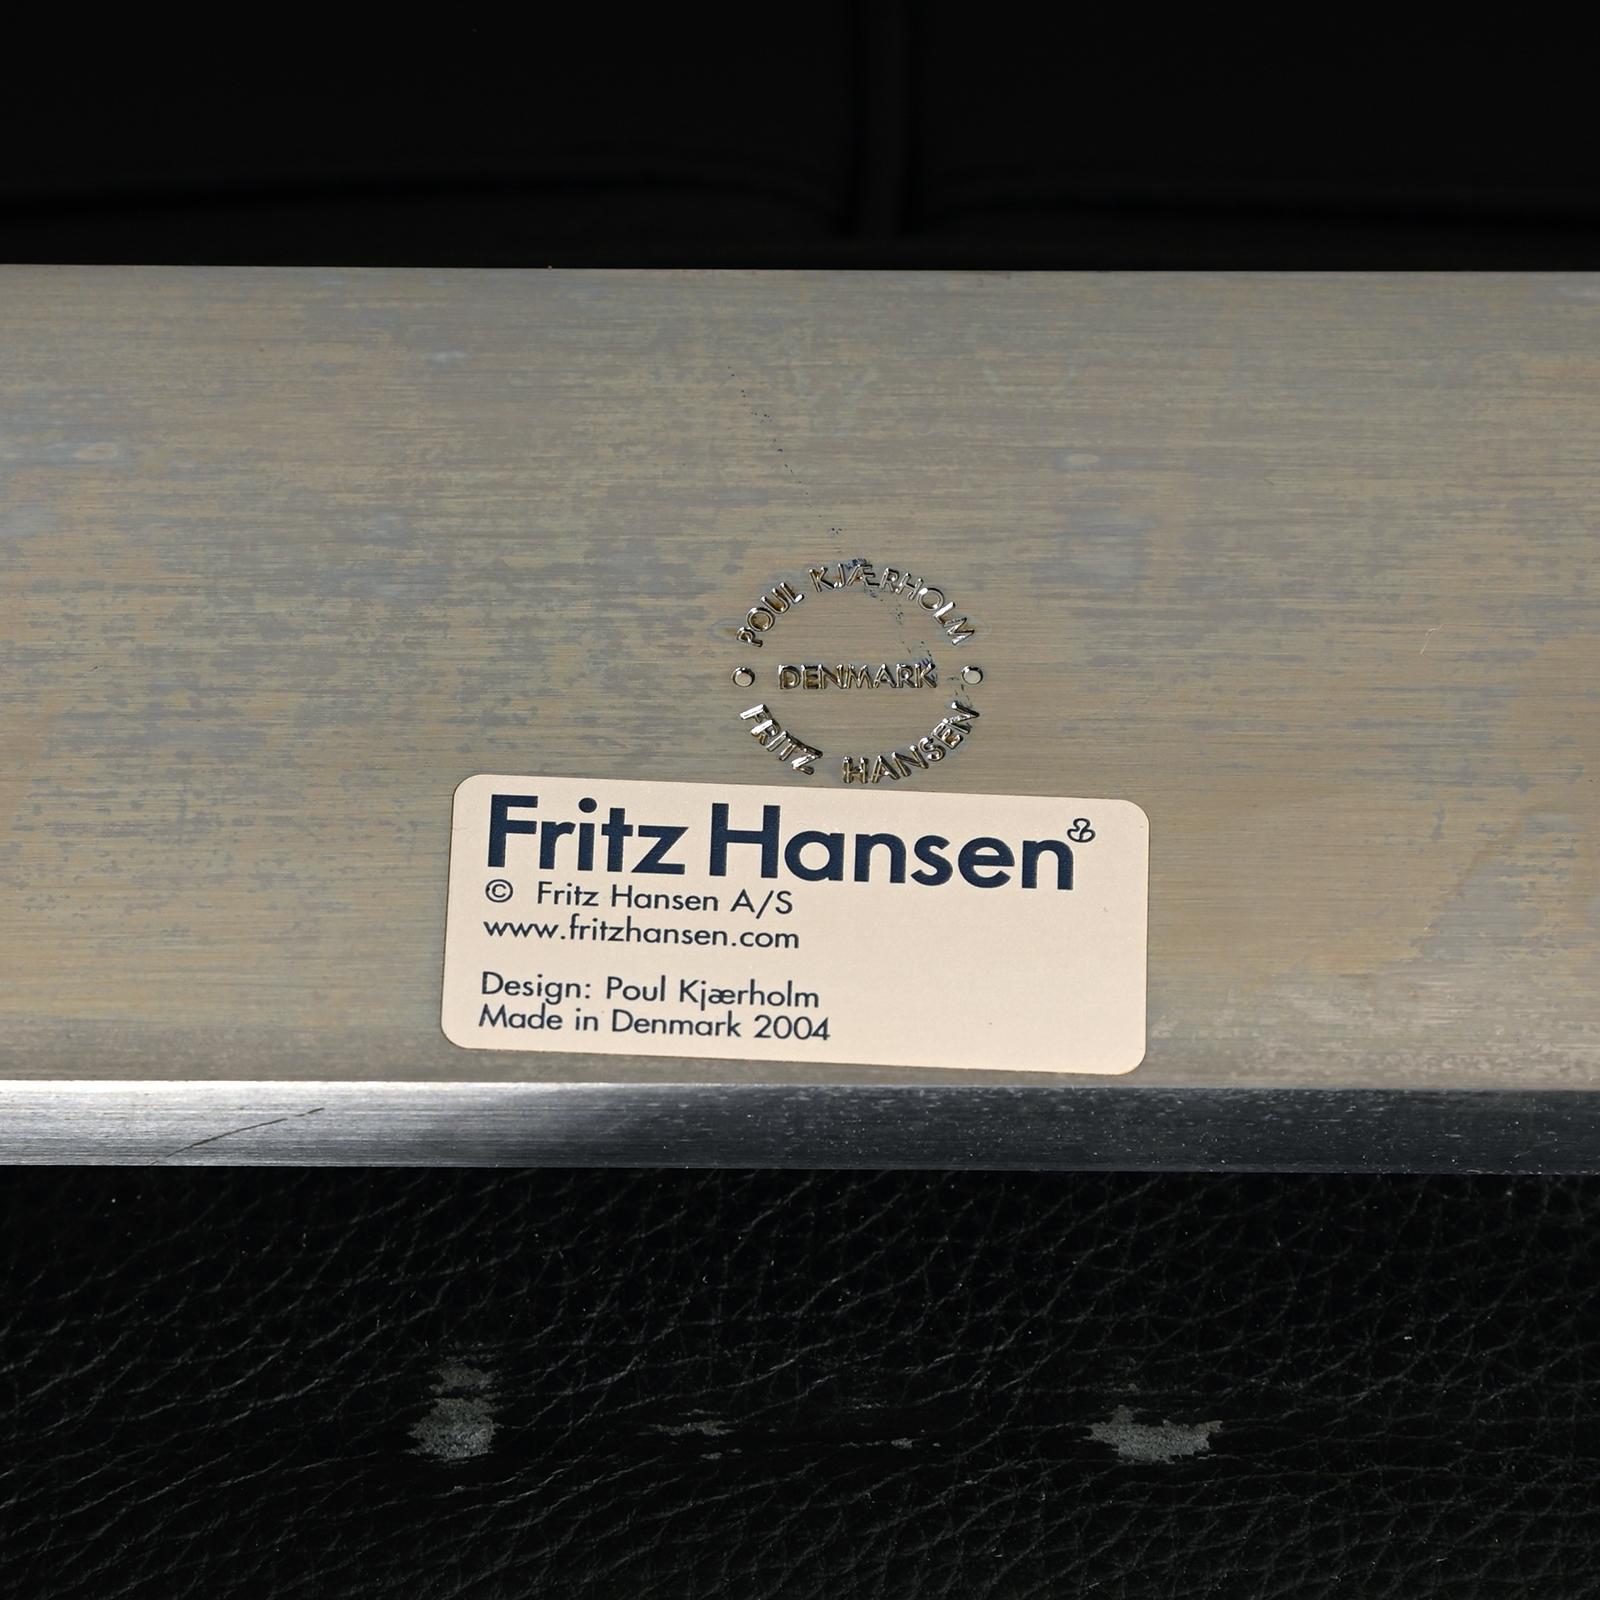 POUL KJÆRHOLM
DENMARK
FRITZ HANSEN
Fritz Hansen
© Fritz Hansen A/S
www.fritzhansen.com
Design: Poul Kjærholm
Made in Denmark 2004